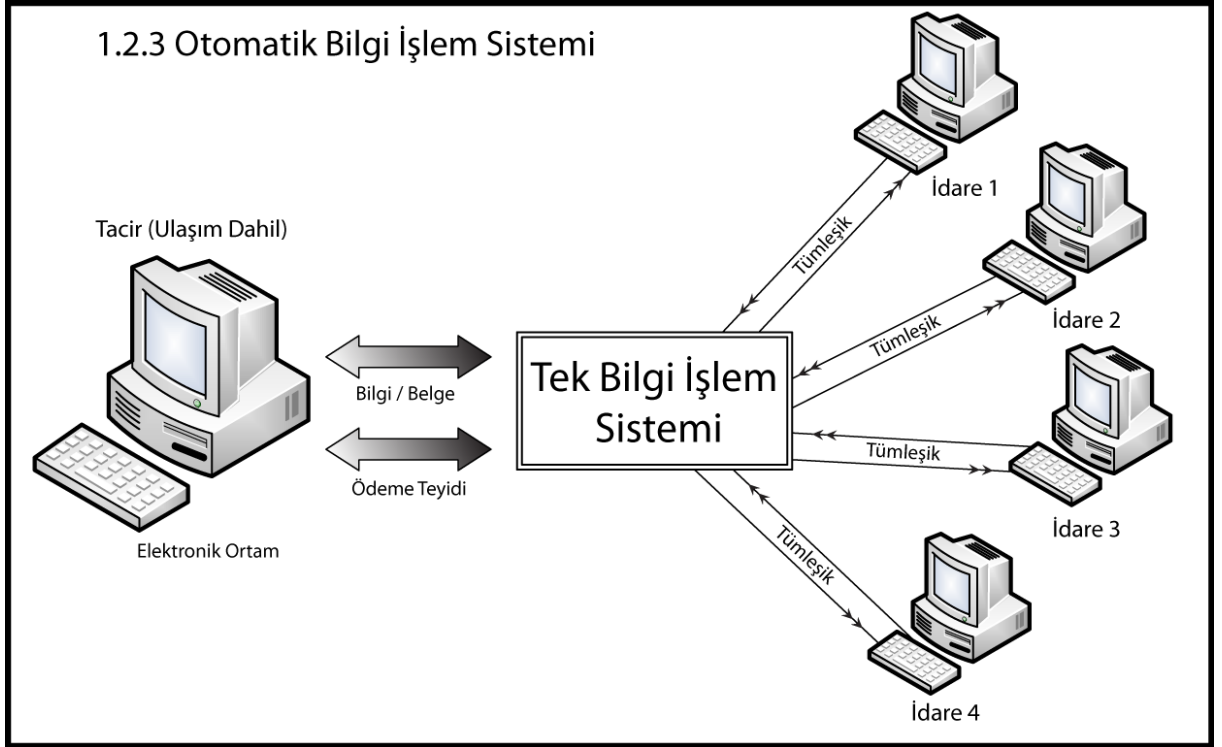 1.2.3 Otomatik Bilgi İşlem Sistemi
İdare 1
Tacir (Ulaşım Dahil)
Tümleşik
İdare 2
Tümleşik
Bilgi / Belge
Tek Bilgi İşlem
Sistemi
Tümleşik
Ödeme Teyidi
İdare 3
Elektronik Ortam
Tümleşik
İdare 4